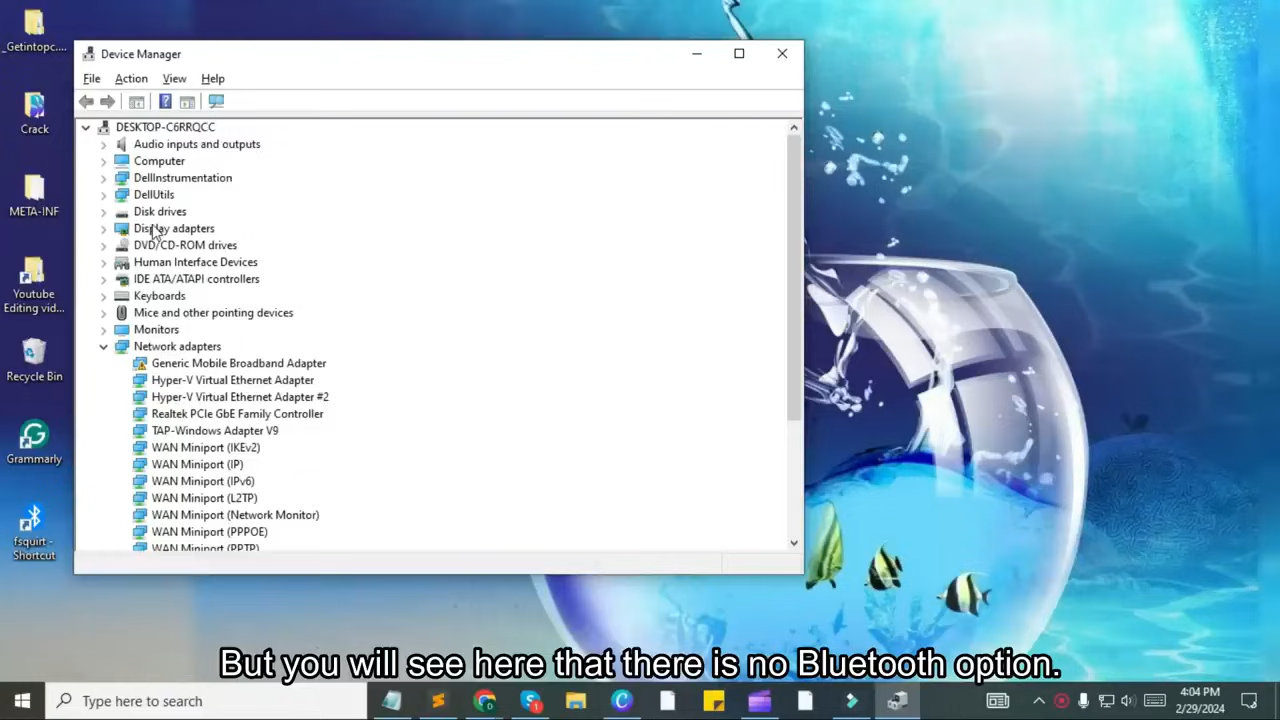 _Getintopc....
Crack
META-INF
Youtube
Editing vid...
Recycle Bin
Grammarly
fsquirt -
Shortcut
Device Manager
File Action View Help
DESKTOP-C6RRQCC
Audio inputs and outputs
Computer
DellInstrumentation
DellUtils
Disk drives
Display adapters
DVD/CD-ROM drives
Human Interface Devices
IDE ATA/ATAPI controllers
Keyboards
Mice and other pointing devices
Monitors
Network adapters
Generic Mobile Broadband Adapter
Hyper-V Virtual Ethernet Adapter
Hyper-V Virtual Ethernet Adapter #2
Realtek PCIe GbE Family Controller
TAP-Windows Adapter V9
WAN Miniport (IKEv2)
WAN Miniport (IP)
WAN Miniport (IPv6)
WAN Miniport (L2TP)
WAN Miniport (Network Monitor)
WAN Miniport (PPPOE)
WAN Miniport (PPTP)
But you will see here that there is no Bluetooth option.
Type here to search
4:04 PM
2/29/2024